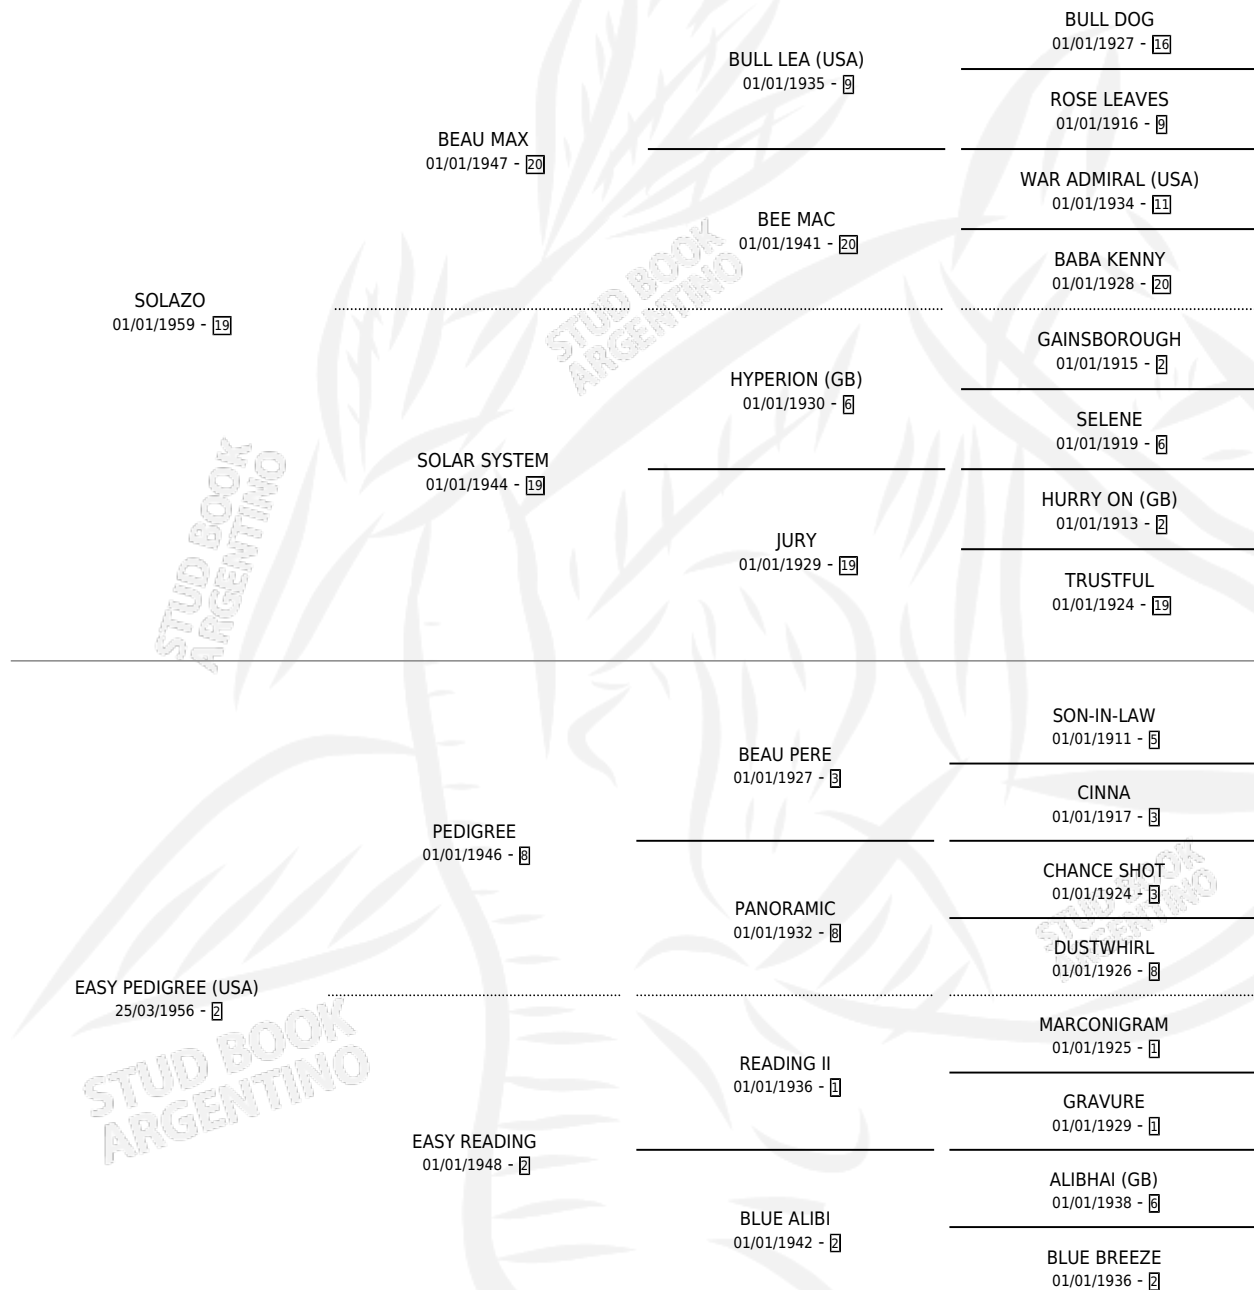 BULL DOG
01/01/1927 - 16
BULL LEA (USA)
01/01/1935 - 9
ROSE LEAVES
01/01/1916 - 9
BEAU MAX
01/01/1947 - 20
WAR ADMIRAL (USA)
01/01/1934 - 11
BEE MAC
01/01/1941 - 20
BABA KENNY
01/01/1928 - 20
SOLAZO
01/01/1959 - 19
GAINSBOROUGH
01/01/1915 - 2
HYPERION (GB)
01/01/1930 - 6
SELENE
01/01/1919 - 6
SOLAR SYSTEM
01/01/1944 - 19
HURRY ON (GB)
01/01/1913 - 2
JURY
01/01/1929 - 19
TRUSTFUL
01/01/1924 - 19
SON-IN-LAW
01/01/1911 - 5
BEAU PERE
01/01/1927 - 3
CINNA
01/01/1917 - 3
PEDIGREE
01/01/1946 - 8
CHANCE SHOT
01/01/1924 - 3
PANORAMIC
01/01/1932 - 8
DUSTWHIRL
01/01/1926 - 8
EASY PEDIGREE (USA)
25/03/1956 - 2
MARCONIGRAM
01/01/1925 - 1
READING II
01/01/1936 - 1
GRAVURE
01/01/1929 - 1
EASY READING
01/01/1948 - 2
ALIBHAI (GB)
01/01/1938 - 6
BLUE ALIBI
01/01/1942 - 2
BLUE BREEZE
01/01/1936 - 2
STUD BOOK
ARGENTINO
STUD BOOK
ARGENTINO
STUD BOOK
ARGENTINO
STUD BOOK
ARGENTINO